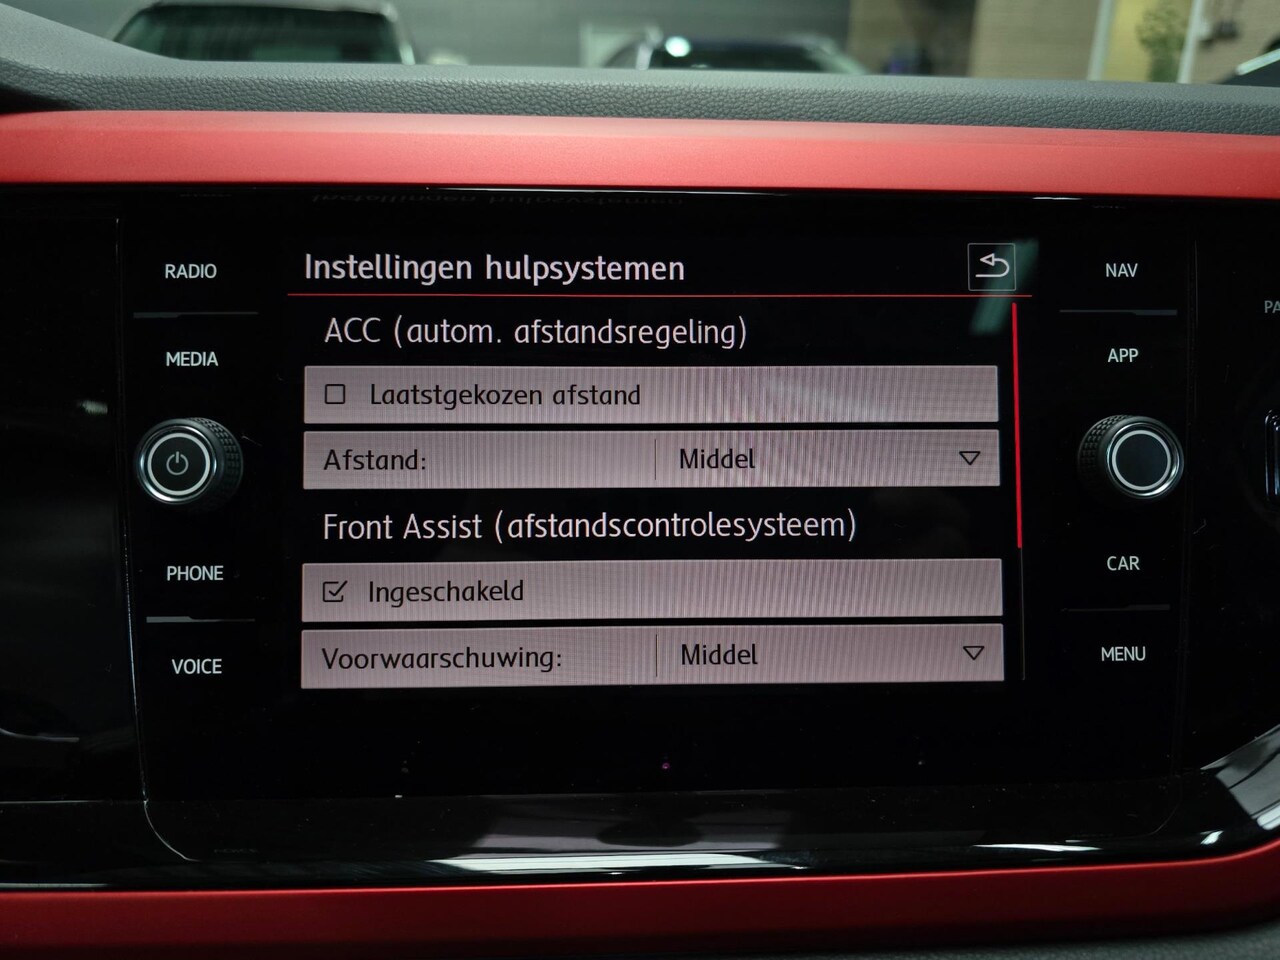 RADIO
MEDIA
PHONE
VOICE
Instellingen hulpsystemen
ACC (autom. afstandsregeling)
Laatstgekozen afstand
Afstand: Middel
Front Assist (afstandscontrolesysteem)
Ingeschakeld
Voorwaarschuwing: Middel
NAV
APP
CAR
MENU